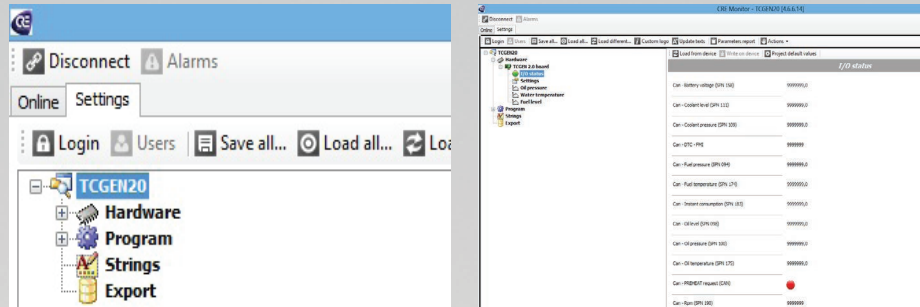 CRE
Disconnect Alarms
Online Settings
Login Users Save all... Load all... Loa
TCGEN20
Hardware
Program
Strings
Export
CRE Monitor - TCGEN20 [4.6.6.14]
Disconnect Alarms
Online Settings
Login Users Save all... Load all... Load different... Custom logo Update texts Parameters report Actions
Load from device Write on device Project default values
TCGEN20
Hardware
TCGEN 2.0 board
I/O status
Settings
Oil pressure
Water temperature
Fuel level
Program
Strings
Export
I/O status
Can - Battery voltage (SPN 158) 9999999,0
Can - Coolant level (SPN 111) 9999999,0
Can - Coolant pressure (SPN 109) 9999999,0
Can - DTC - FMI 9999999
Can - Fuel pressure (SPN 094) 9999999,0
Can - Fuel temperature (SPN 174) 9999999,0
Can - Instant consumption (SPN 183) 9999999,0
Can - Oil level (SPN 098) 9999999,0
Can - Oil pressure (SPN 100) 9999999,0
Can - Oil temperature (SPN 175) 9999999,0
Can - PREHEAT request (CAN)
Can - Rpm (SPN 190) 9999999